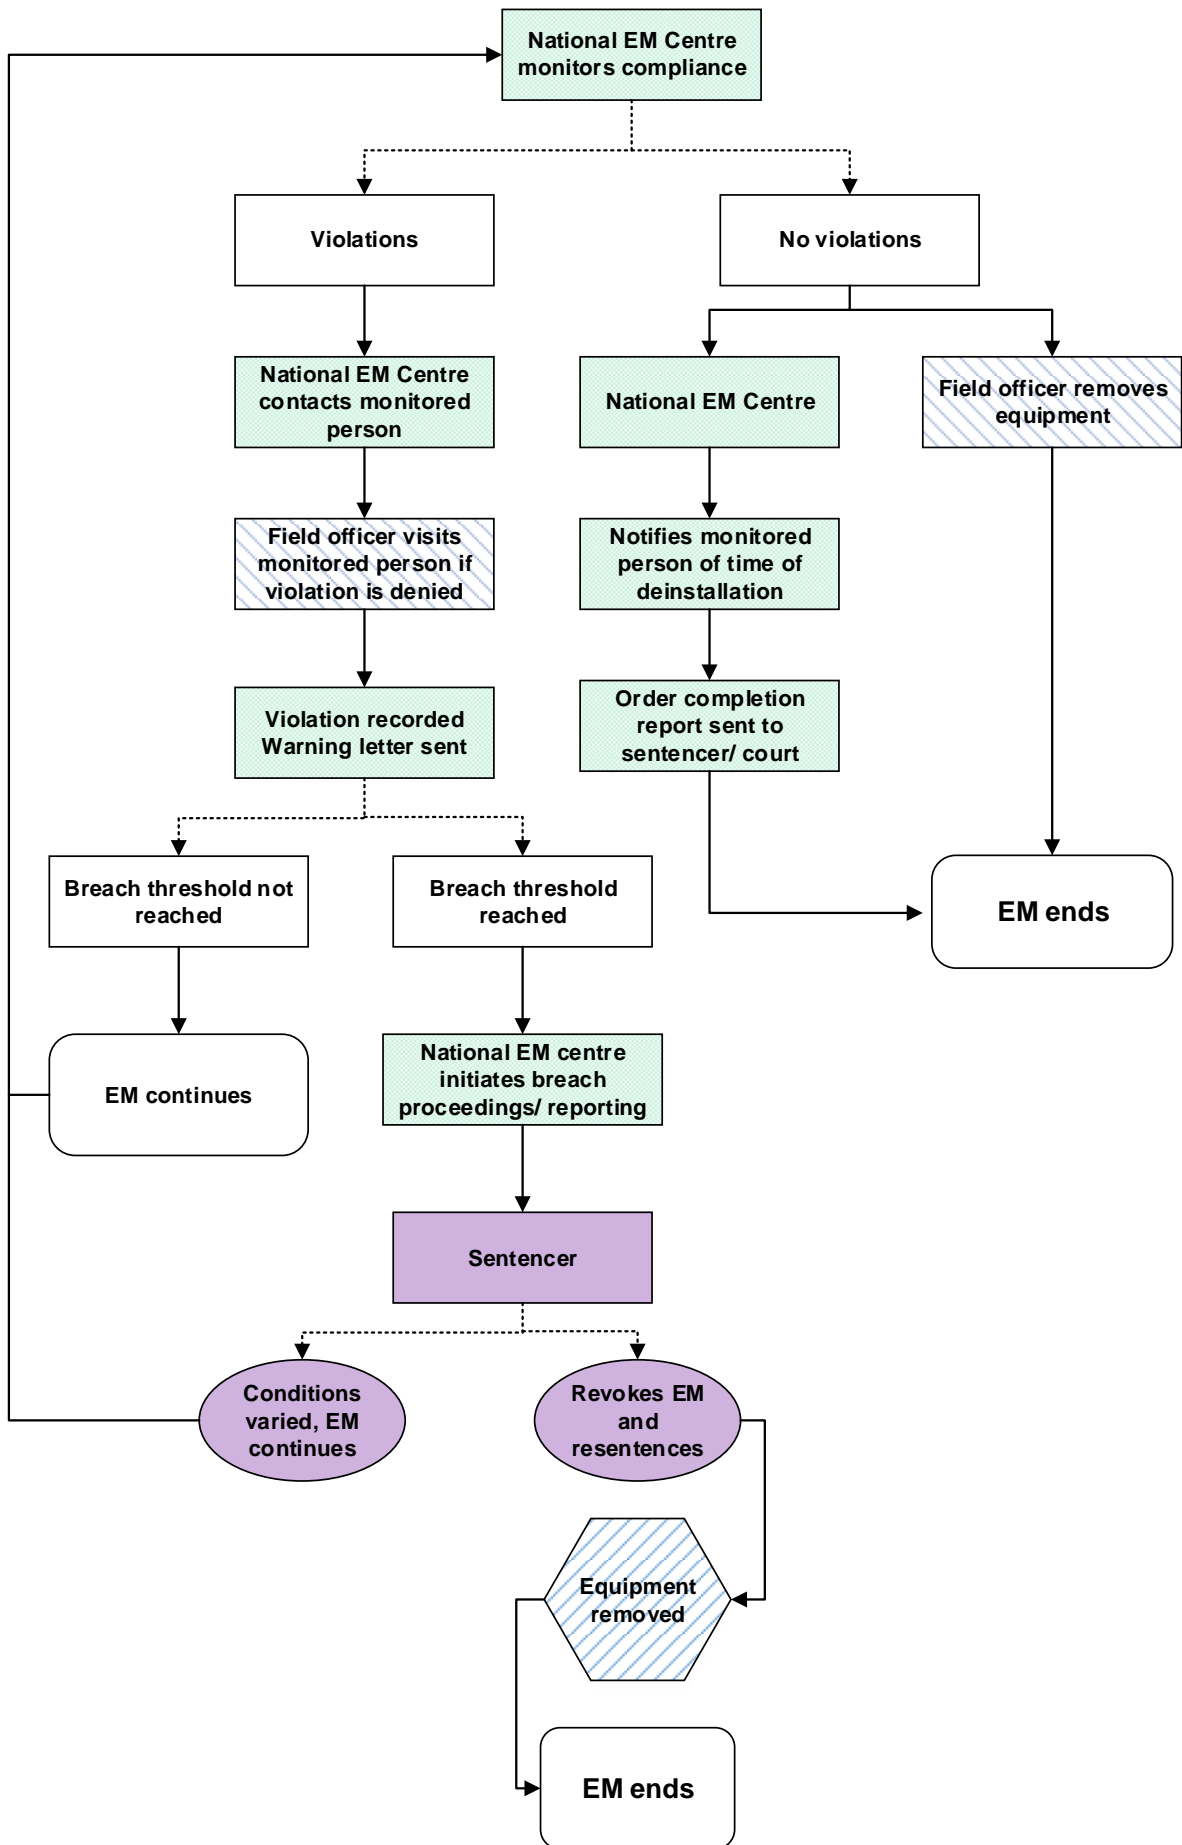 National EM Centre
monitors compliance
Violations
No violations
National EM Centre
contacts monitored
person
National EM Centre
Field officer removes
equipment
Field officer visits
monitored person if
violation is denied
Notifies monitored
person of time of
deinstallation
Violation recorded
Warning letter sent
Order completion
report sent to
sentencer/ court
Breach threshold not
reached
Breach threshold
reached
EM ends
EM continues
National EM centre
initiates breach
proceedings/ reporting
Sentencer
Conditions
varied, EM
continues
Revokes EM
and
resentences
Equipment
removed
EM ends